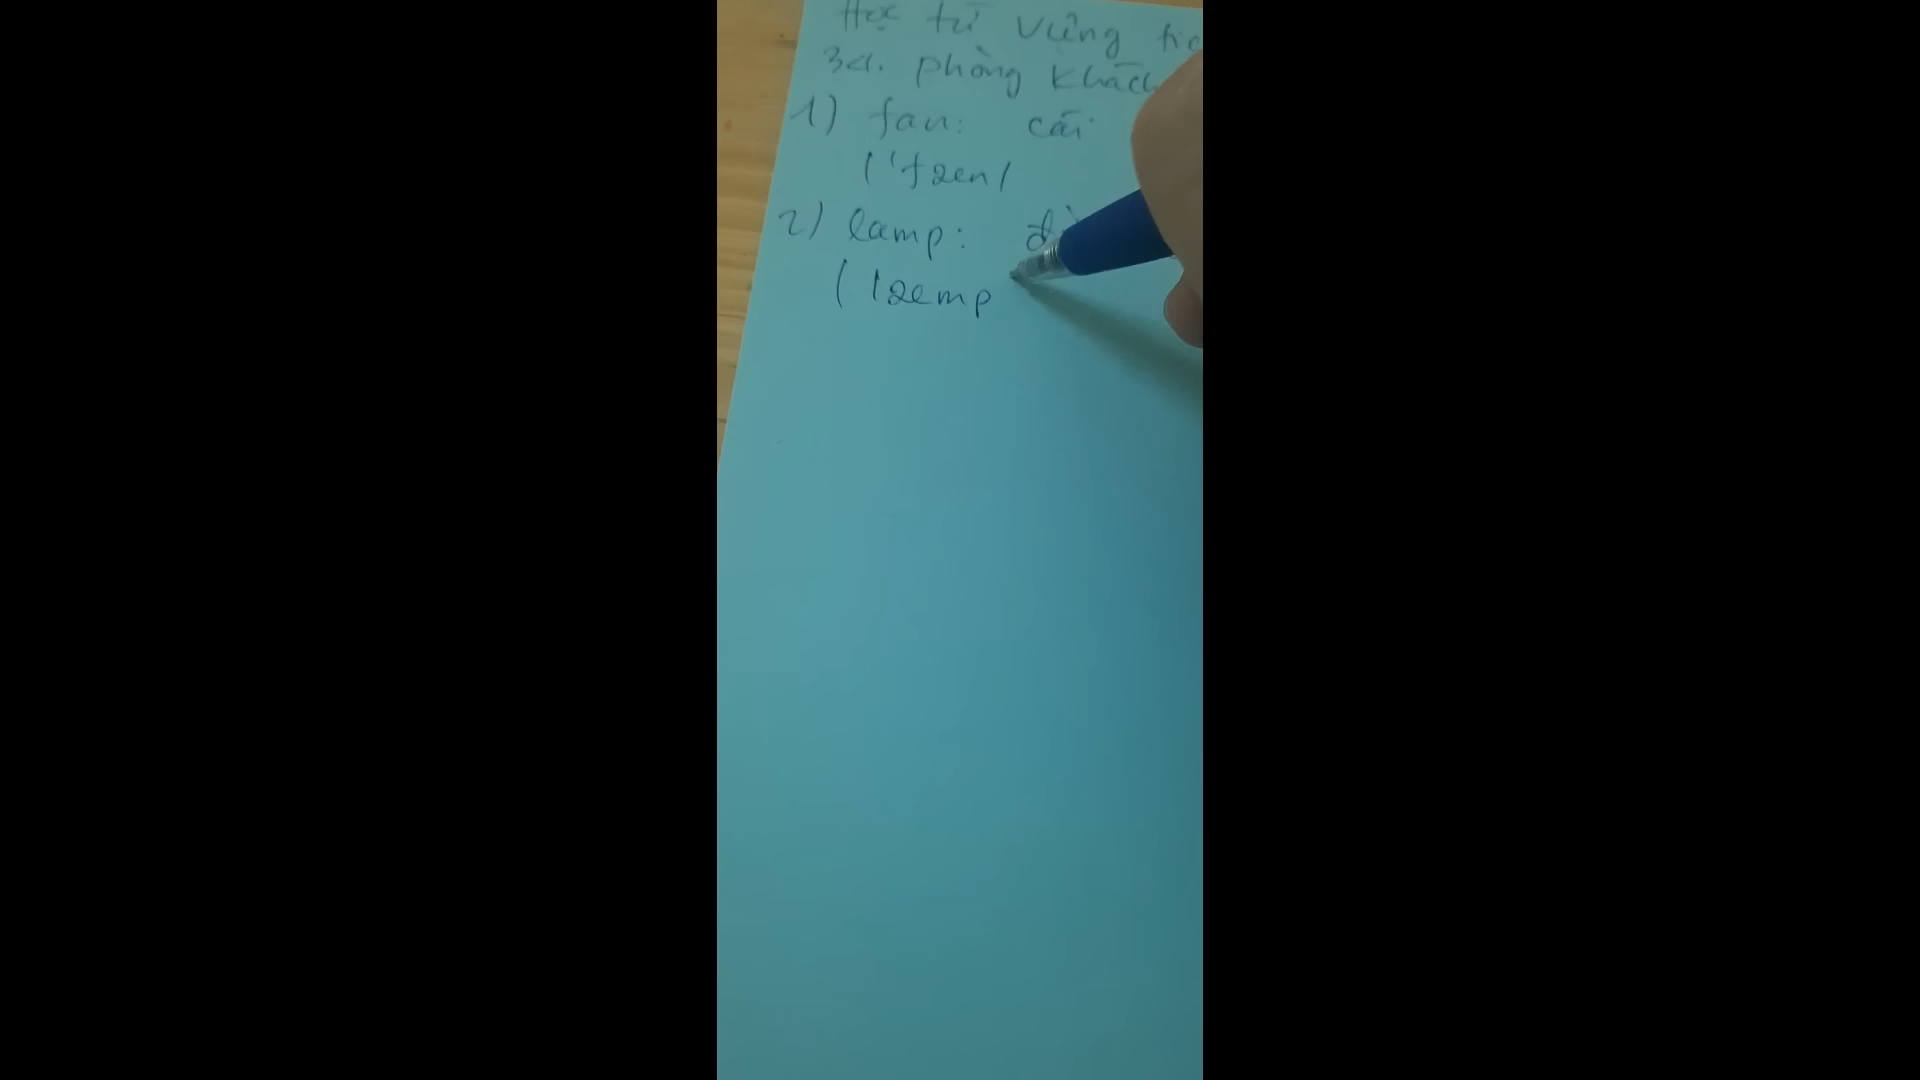 Học từ vựng
34. phòng khách
1) fan: cái
/'fæn/
2) lamp:
/læmp